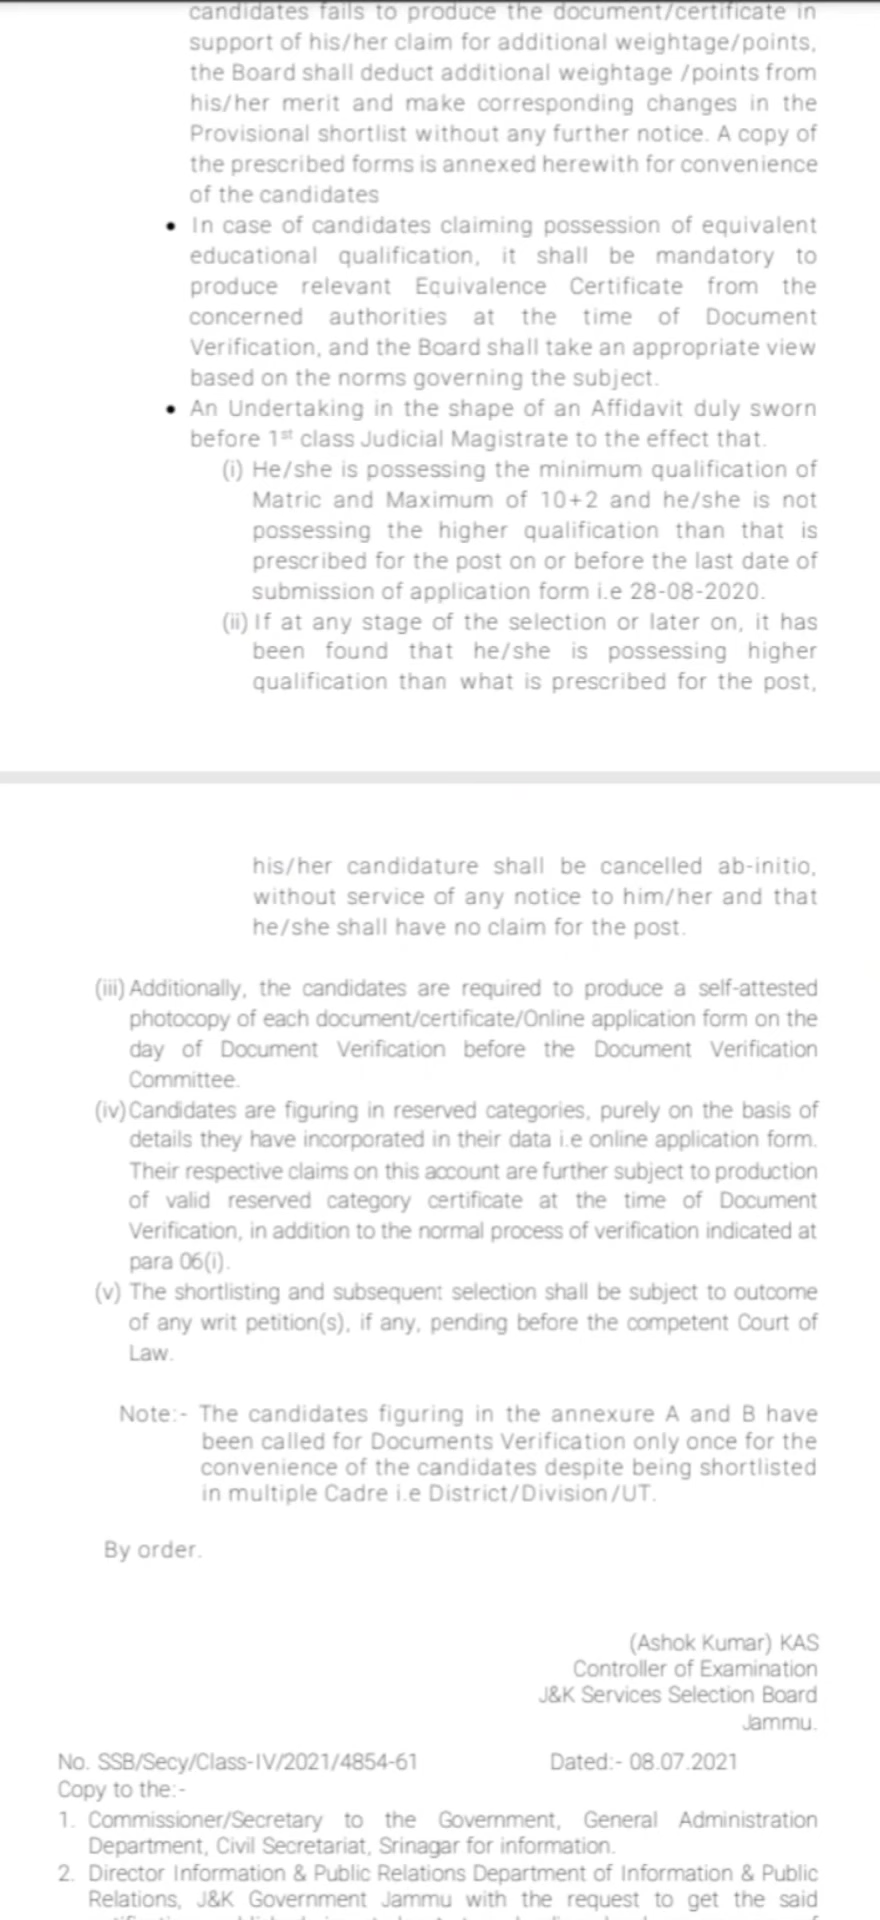 candidates fails to produce the document/certificate in
support of his/her claim for additional weightage/points,
the Board shall deduct additional weightage /points from
his/her merit and make corresponding changes in the
Provisional shortlist without any further notice. A copy of
the prescribed forms is annexed herewith for convenience
of the candidates
• In case of candidates claiming possession of equivalent
educational qualification, it shall be mandatory to
produce relevant Equivalence Certificate from the
concerned authorities at the time of Document
Verification, and the Board shall take an appropriate view
based on the norms governing the subject.
• An Undertaking in the shape of an Affidavit duly sworn
before 1st class Judicial Magistrate to the effect that.
(i) He/she is possessing the minimum qualification of
Matric and Maximum of 10+2 and he/she is not
possessing the higher qualification than that is
prescribed for the post on or before the last date of
submission of application form i.e 28-08-2020.
(ii) If at any stage of the selection or later on, it has
been found that he/she is possessing higher
qualification than what is prescribed for the post,
his/her candidature shall be cancelled ab-initio,
without service of any notice to him/her and that
he/she shall have no claim for the post.
(iii) Additionally, the candidates are required to produce a self-attested
photocopy of each document/certificate/Online application form on the
day of Document Verification before the Document Verification
Committee.
(iv) Candidates are figuring in reserved categories, purely on the basis of
details they have incorporated in their data i.e online application form.
Their respective claims on this account are further subject to production
of valid reserved category certificate at the time of Document
Verification, in addition to the normal process of verification indicated at
para 06(i).
(v) The shortlisting and subsequent selection shall be subject to outcome
of any writ petition(s), if any, pending before the competent Court of
Law.
Note:- The candidates figuring in the annexure A and B have
been called for Documents Verification only once for the
convenience of the candidates despite being shortlisted
in multiple Cadre i.e District/Division/UT.
By order.
(Ashok Kumar) KAS
Controller of Examination
J&K Services Selection Board
Jammu.
No. SSB/Secy/Class-IV/2021/4854-61 Dated:- 08.07.2021
Copy to the:-
1. Commissioner/Secretary to the Government, General Administration
Department, Civil Secretariat, Srinagar for information.
2. Director Information & Public Relations Department of Information & Public
Relations, J&K Government Jammu with the request to get the said